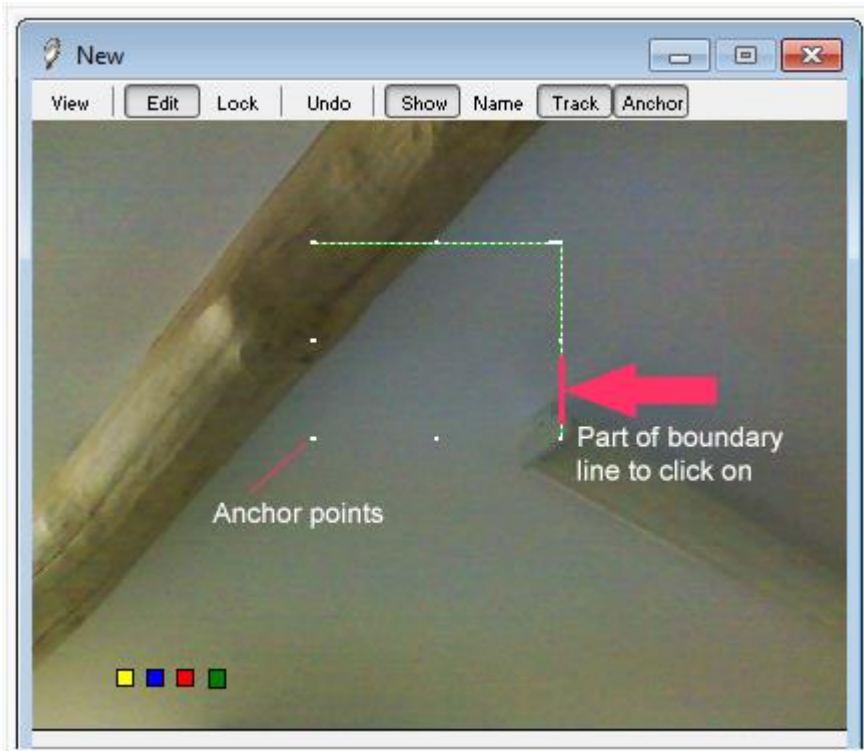 New
View Edit Lock Undo Show Name Track Anchor
Part of boundary
line to click on
Anchor points